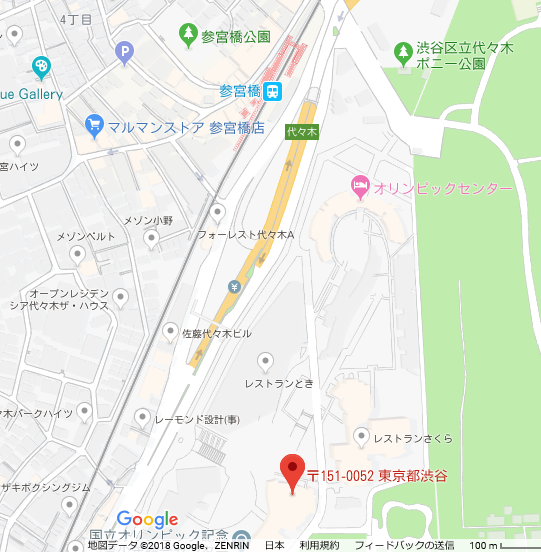 4丁目
参宮橋公園
渋谷区立代々木
ポニー公園
P
ue Gallery
参宮橋
マルマンストア 参宮橋店
代々木
宮ハイツ
オリンピックセンター
メゾン小野
フォーレスト代々木A
メゾンベルト
オープンレジデン
シア代々木ザ・ハウス
¥
佐藤代々木ビル
レストランとき
木パークハイツ
レーモンド設計(事)
レストランさくら
〒151-0052 東京都渋谷
ザキボクシングジム
Google
国立オリンピック記念
地図データ ©2018 Google、ZENRIN 日本 利用規約 フィードバックの送信 100 m